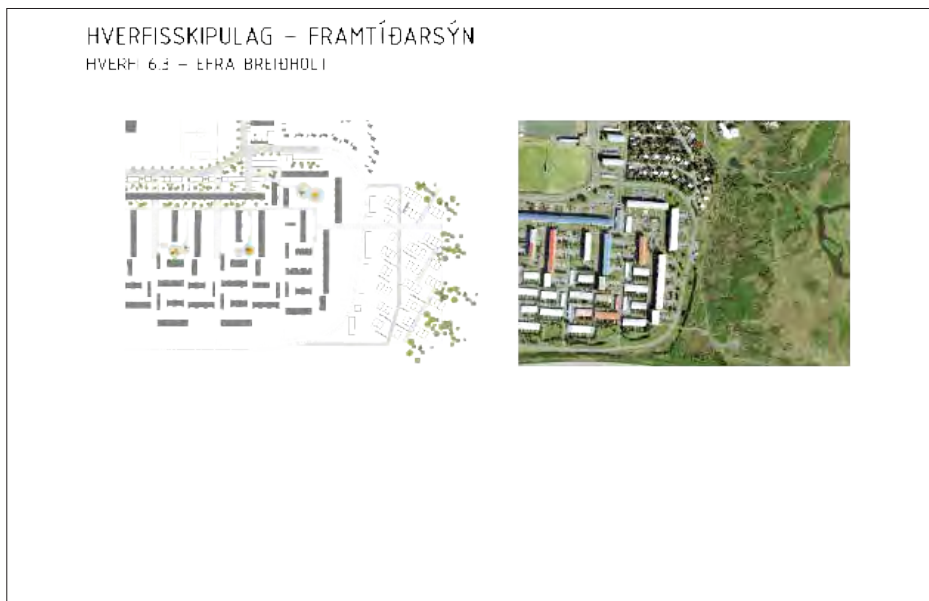 HVERFISSKIPULAG – FRAMTÍÐARSÝN
HVERFI 6.3 – EFRA BREIÐHOLT